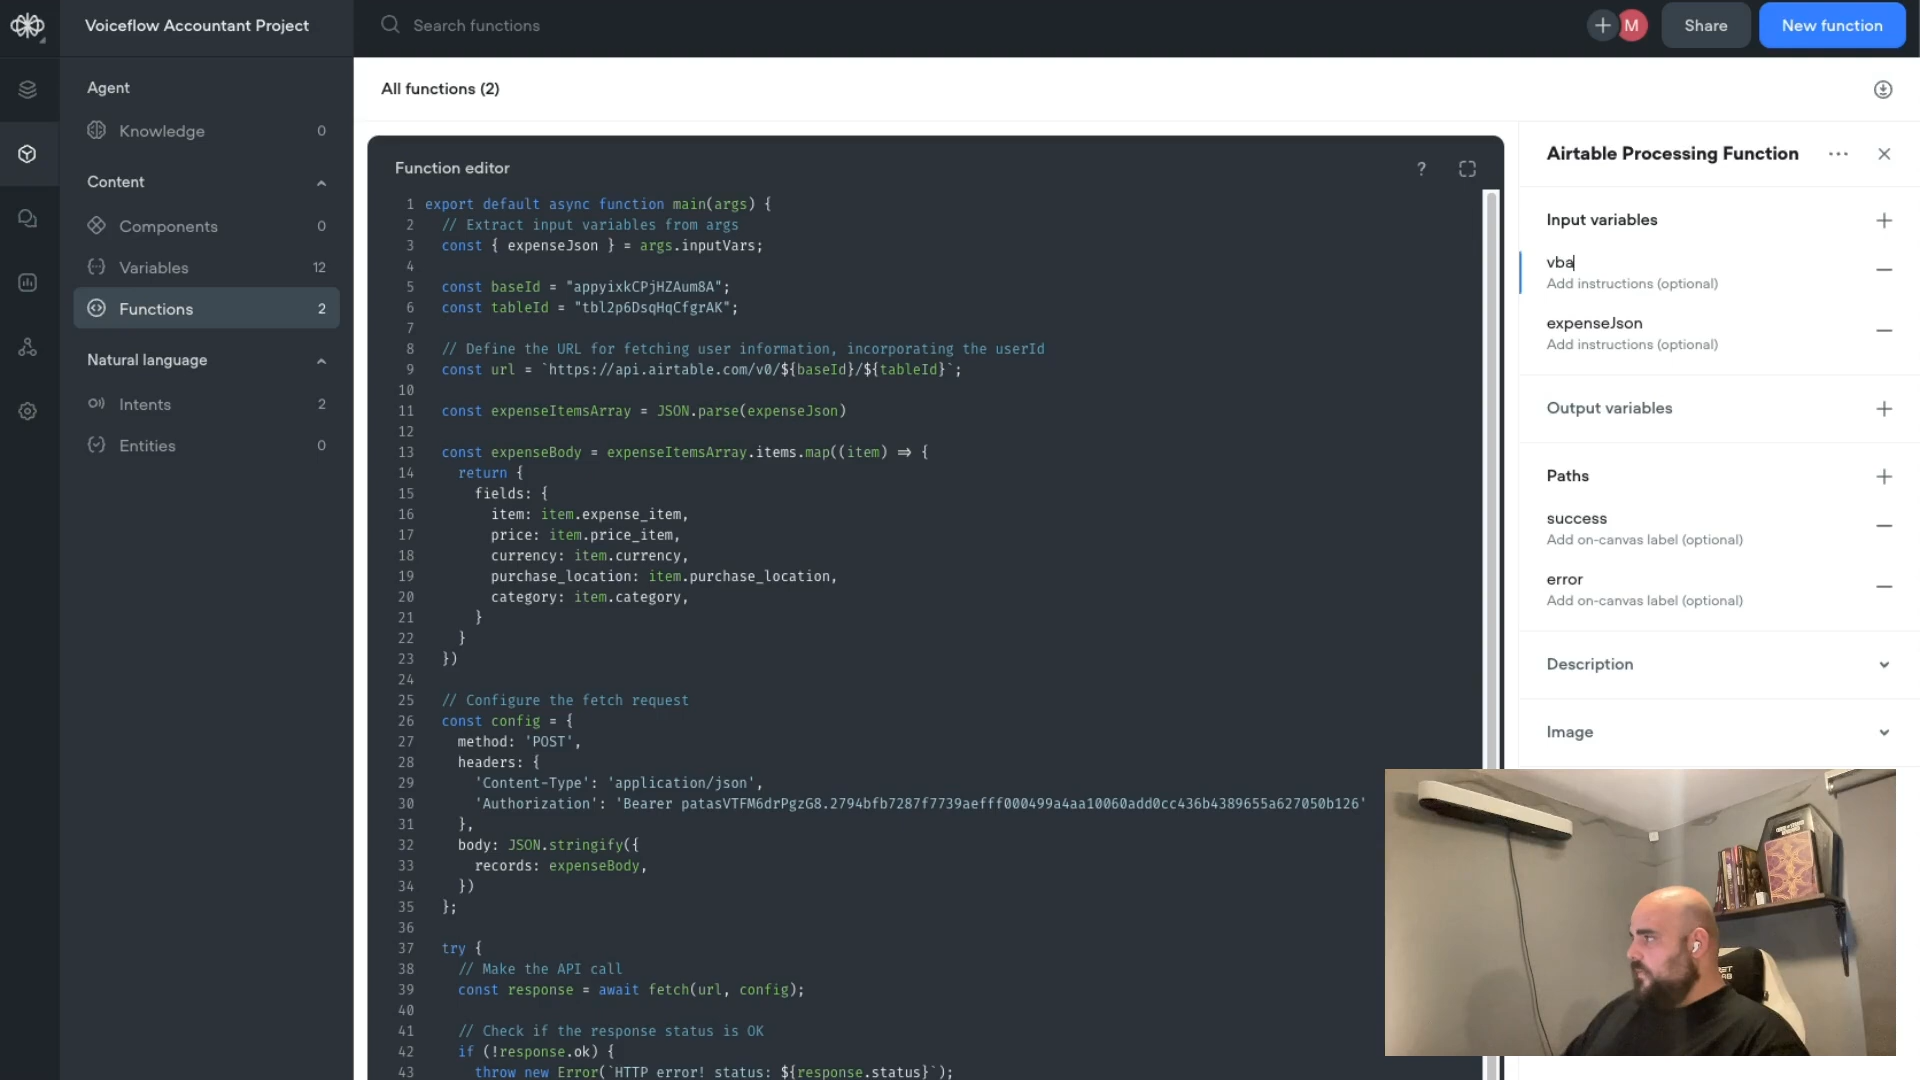 Voiceflow Accountant Project
Search functions
M
Share
New function
Agent
Knowledge 0
Content
Components 0
Variables 12
Functions 2
Natural language
Intents 2
Entities 0
All functions (2)
Function editor
?
1 export default async function main(args) {
2 // Extract input variables from args
3 const { expenseJson } = args.inputVars;
4
5 const baseId = "appyixkCPjHZAum8A";
6 const tableId = "tbl2p6DsqHqCfgrAK";
7
8 // Define the URL for fetching user information, incorporating the userId
9 const url = `https://api.airtable.com/v0/${baseId}/${tableId}`;
10
11 const expenseItemsArray = JSON.parse(expenseJson)
12
13 const expenseBody = expenseItemsArray.items.map((item) => {
14 return {
15 fields: {
16 item: item.expense_item,
17 price: item.price_item,
18 currency: item.currency,
19 purchase_location: item.purchase_location,
20 category: item.category,
21 }
22 }
23 })
24
25 // Configure the fetch request
26 const config = {
27 method: 'POST',
28 headers: {
29 'Content-Type': 'application/json',
30 'Authorization': 'Bearer patasVTFM6drPgzG8.2794bfb7287f7739aefff000499a4aa10060add0cc436b4389655a627050b126'
31 },
32 body: JSON.stringify({
33 records: expenseBody,
34 })
35 };
36
37 try {
38 // Make the API call
39 const response = await fetch(url, config);
40
41 // Check if the response status is OK
42 if (!response.ok) {
43 throw new Error(`HTTP error! status: ${response.status}`);
Airtable Processing Function
Input variables
vba
Add instructions (optional)
expenseJson
Add instructions (optional)
Output variables
Paths
success
Add on-canvas label (optional)
error
Add on-canvas label (optional)
Description
Image